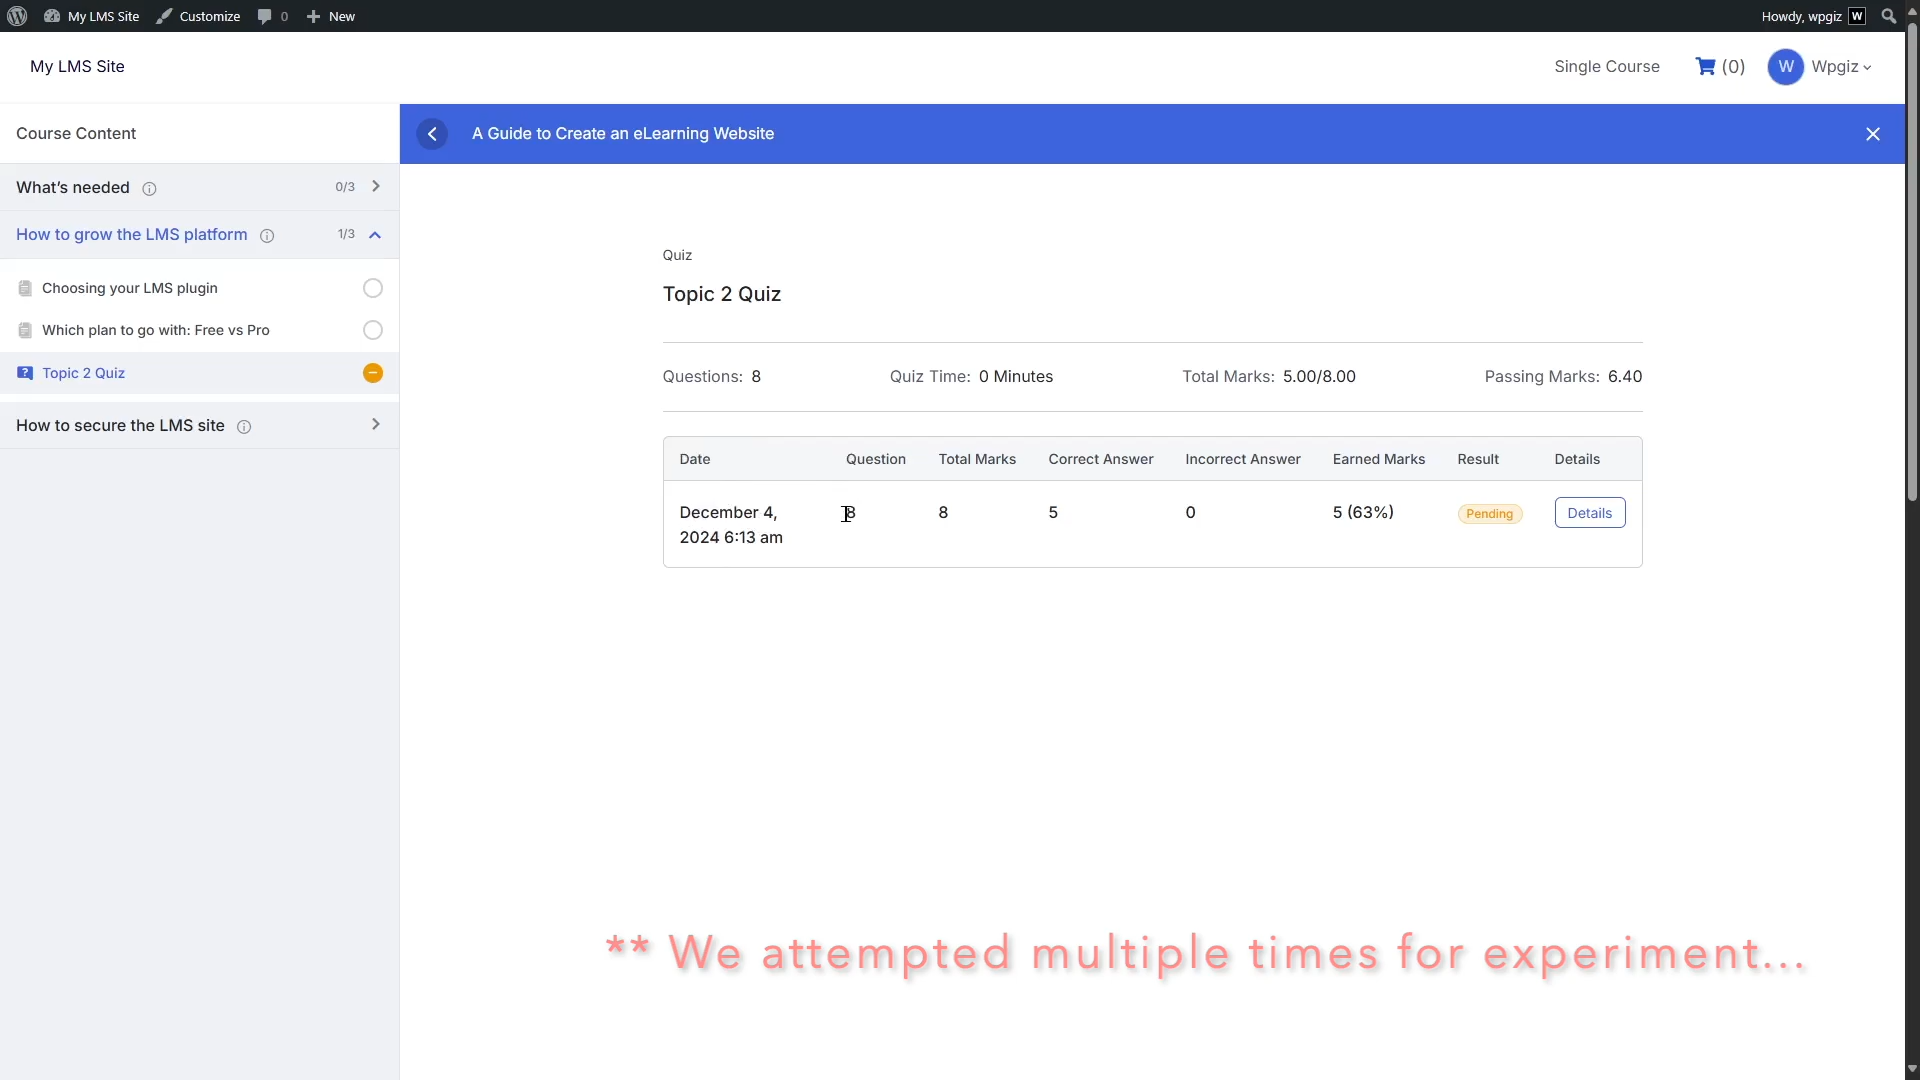 My LMS Site Customize 0 New Howdy, wpgiz W
My LMS Site Single Course (0) W Wpgiz
Course Content
A Guide to Create an eLearning Website
What's needed 0/3
How to grow the LMS platform 1/3
Choosing your LMS plugin
Which plan to go with: Free vs Pro
Topic 2 Quiz
How to secure the LMS site
Quiz
Topic 2 Quiz
Questions: 8 Quiz Time: 0 Minutes Total Marks: 5.00/8.00 Passing Marks: 6.40
Date Question Total Marks Correct Answer Incorrect Answer Earned Marks Result Details
December 4, 8 8 5 0 5 (63%) Pending Details
2024 6:13 am
** We attempted multiple times for experiment...